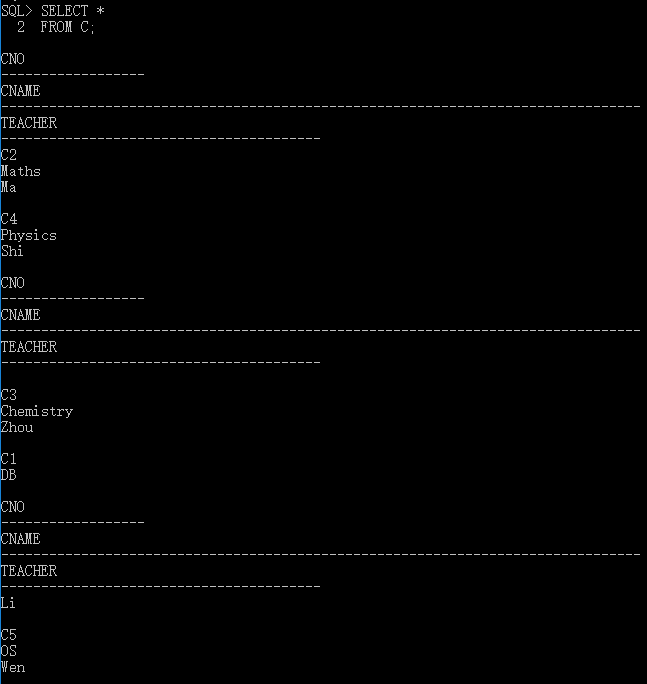 SQL> SELECT *
  2  FROM C;
CNO
------------------
CNAME
--------------------------------------------------------------------------------
TEACHER
----------------------------------------
C2
Maths
Ma
C4
Physics
Shi
CNO
------------------
CNAME
--------------------------------------------------------------------------------
TEACHER
----------------------------------------
C3
Chemistry
Zhou
C1
DB
CNO
------------------
CNAME
--------------------------------------------------------------------------------
TEACHER
----------------------------------------
Li
C5
OS
Wen